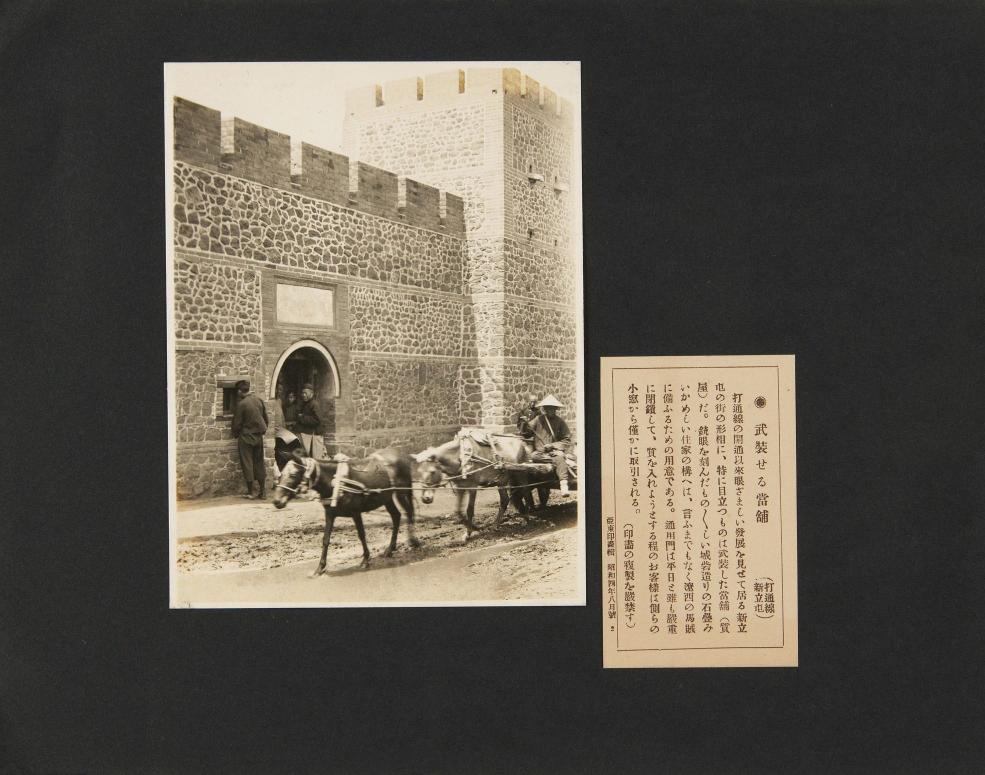 ◉ 武裝せる當舖
（打通線
新立屯）
打通線の開通以來眼ざましい發展を見せて居る新立
屯の街の形相に、特に目立つものは武裝した當舖（質
屋）だ。銃眼を刻んだもの〱しい城砦造りの石疊み
いかめしい住家の構へは、言ふまでもなく遼西の馬賊
に備ふるための用意である。通用門は平日と雖も嚴重
に閉鎖して、質を入れようとする程のお客樣は側らの
小窓から僅かに取引される。
（印畫の複製を嚴禁す）
亞東印畫輯 昭和四年八月號 2